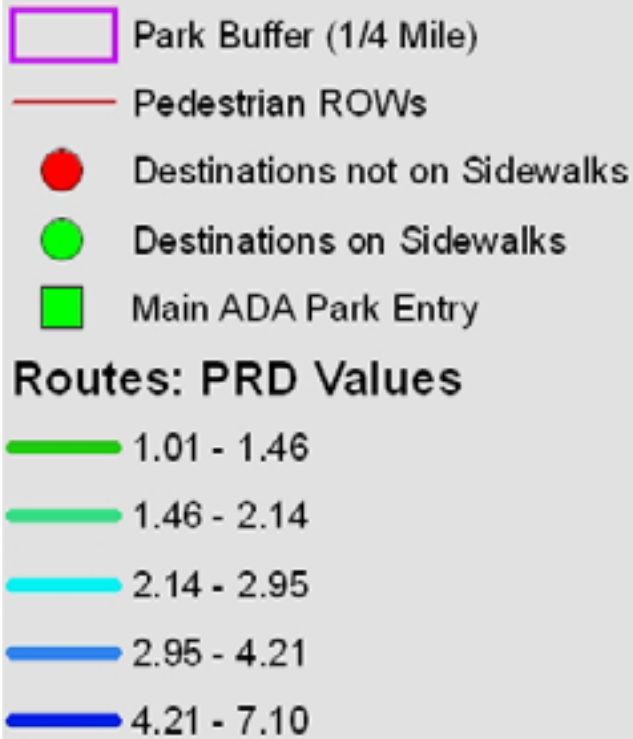 Park Buffer (1/4 Mile)
Pedestrian ROWs
Destinations not on Sidewalks
Destinations on Sidewalks
Main ADA Park Entry
Routes: PRD Values
1.01 - 1.46
1.46 - 2.14
2.14 - 2.95
2.95 - 4.21
4.21 - 7.10